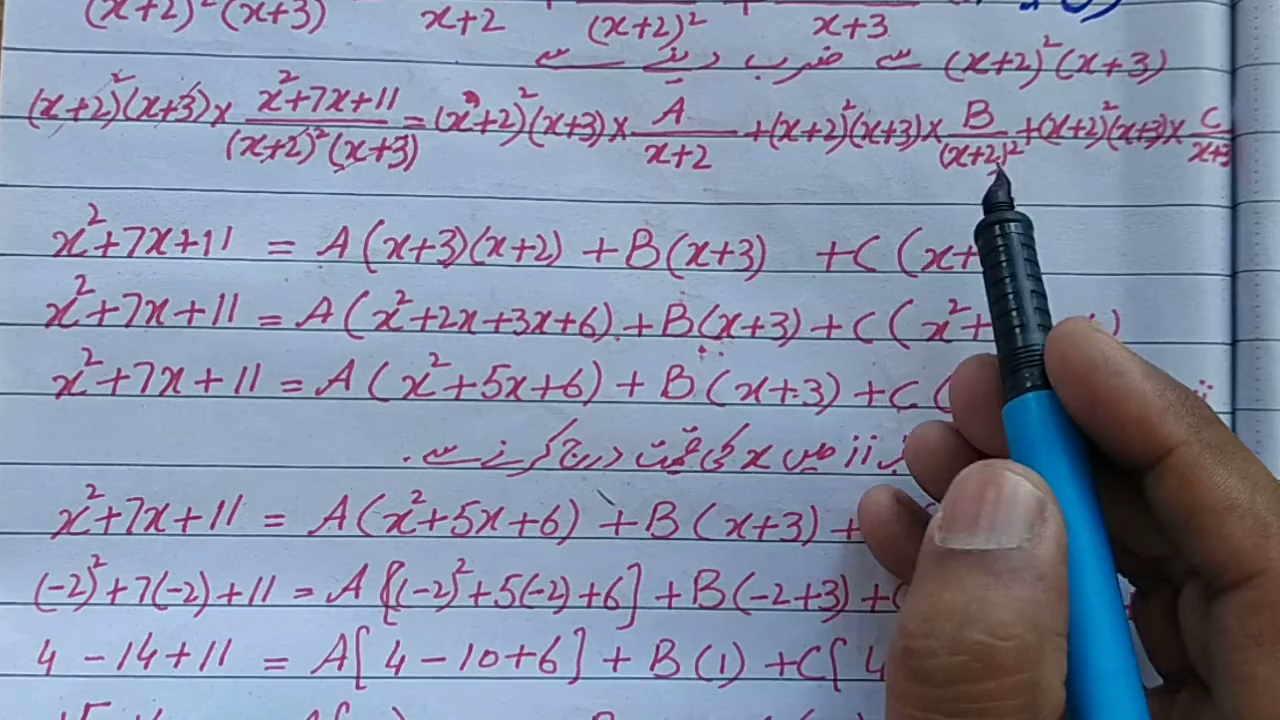 (x+2)²(x+3) x+2 (x+2)² x+3
(x+2)²(x+3) سے ضرب دینے سے
(x+2)²(x+3) × x²+7x+11/(x+2)²(x+3) = (x+2)²(x+3) × A/x+2 + (x+2)²(x+3) × B/(x+2)² + (x+2)²(x+3) × C/x+3
x²+7x+11 = A(x+3)(x+2) + B(x+3) + C(x+
x²+7x+11 = A(x²+2x+3x+6) + B(x+3) + C(x²+
x²+7x+11 = A(x²+5x+6) + B(x+3) + C(
ii میں x کی قیمت درج کرنے سے.
x²+7x+11 = A(x²+5x+6) + B(x+3) +
(-2)²+7(-2)+11 = A[(-2)²+5(-2)+6] + B(-2+3) +
4-14+11 = A[4-10+6] + B(1) + C[4